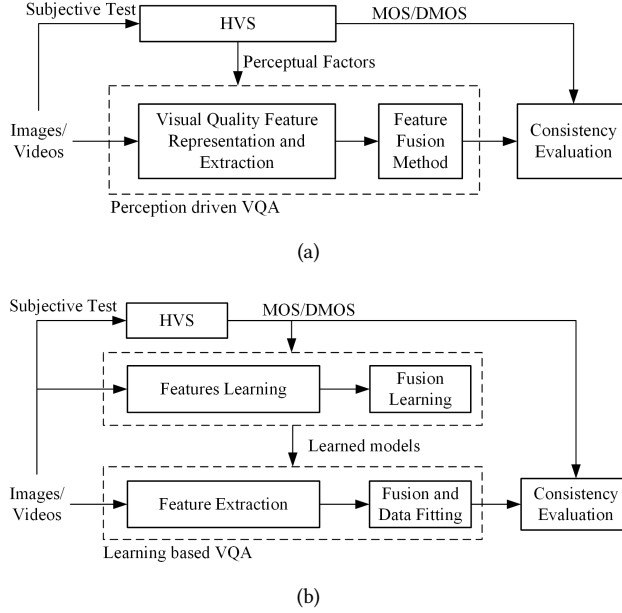 Subjective Test
HVS
MOS/DMOS
Perceptual Factors
Images/
Videos
Visual Quality Feature
Representation and
Extraction
Feature
Fusion
Method
Consistency
Evaluation
Perception driven VQA
(a)
Subjective Test
HVS
MOS/DMOS
Features Learning
Fusion
Learning
Learned models
Images/
Videos
Feature Extraction
Fusion and
Data Fitting
Consistency
Evaluation
Learning based VQA
(b)